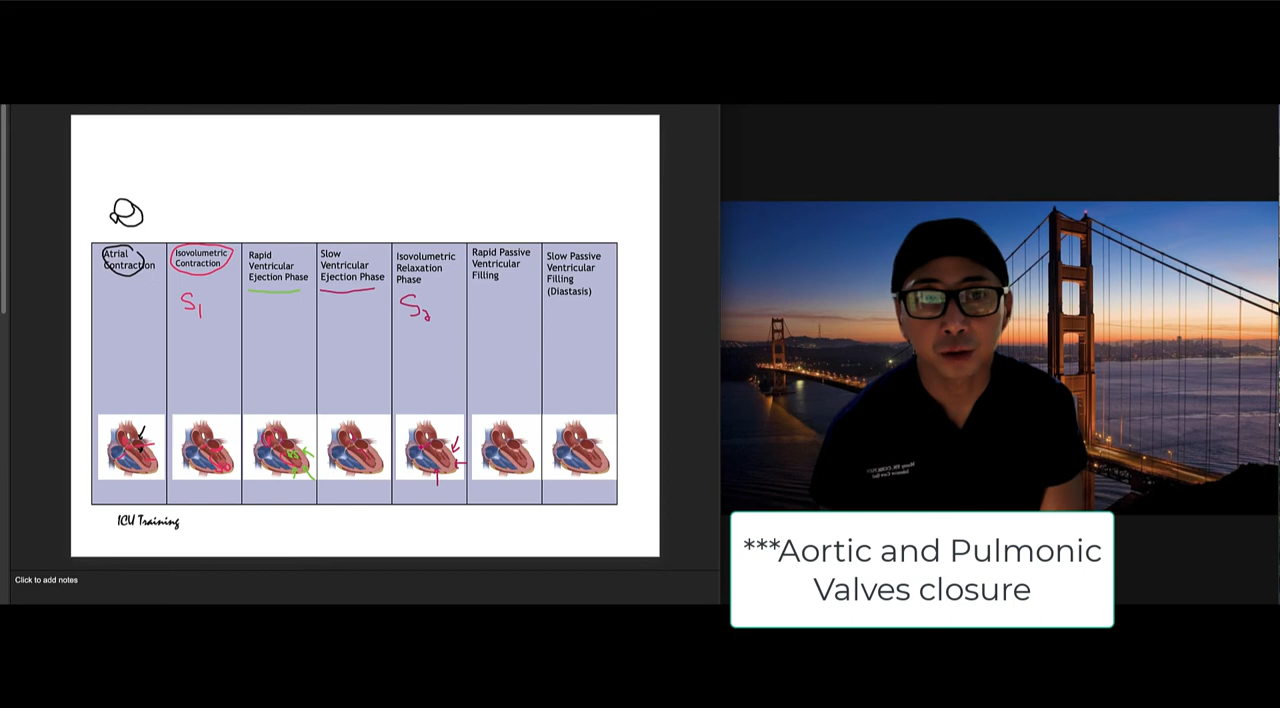 Atrial
Contraction
Isovolumetric
Contraction
Rapid
Ventricular
Ejection Phase
Slow
Ventricular
Ejection Phase
Isovolumetric
Relaxation
Phase
Rapid Passive
Ventricular
Filling
Slow Passive
Ventricular
Filling
(Diastasis)
S1
S2
ICU Training
Click to add notes
***Aortic and Pulmonic
Valves closure